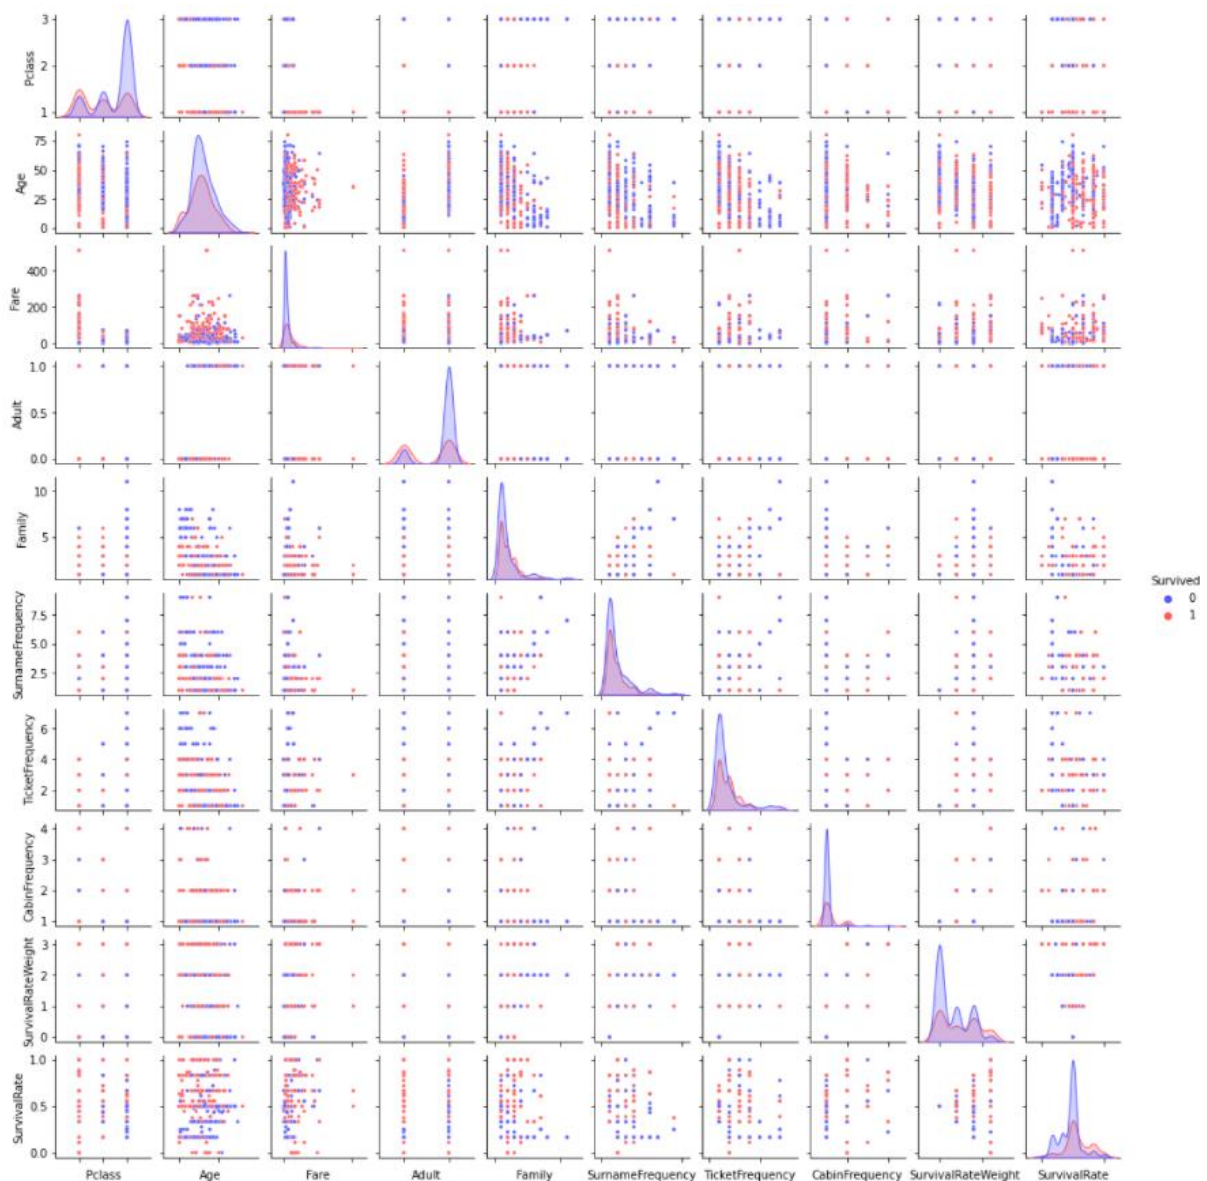 Pclass
3
2
1
Age
75
50
25
0
Fare
400
200
0
Adult
1.0
0.5
0.0
Family
10
5
SurnameFrequency
7.5
5.0
2.5
TicketFrequency
6
4
2
CabinFrequency
4
3
2
1
SurvivalRateWeight
3
2
1
0
SurvivalRate
1.0
0.5
0.0
Pclass Age Fare Adult Family SurnameFrequency TicketFrequency CabinFrequency SurvivalRateWeight SurvivalRate
Survived
0
1